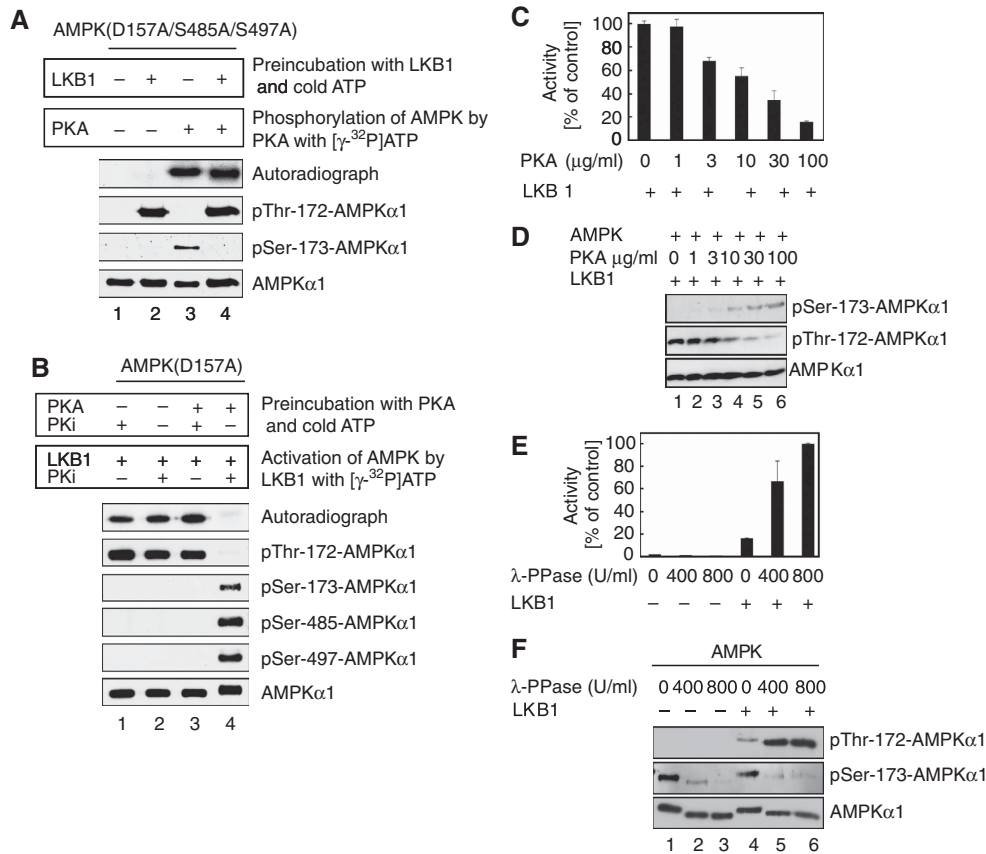 A
AMPK(D157A/S485A/S497A)
LKB1 – + – +
Preincubation with LKB1
and cold ATP
PKA – – + +
Phosphorylation of AMPK by
PKA with [γ-³²P]ATP
Autoradiograph
pThr-172-AMPKα1
pSer-173-AMPKα1
AMPKα1
1 2 3 4
B
AMPK(D157A)
PKA – – + +
PKi + – + –
Preincubation with PKA
and cold ATP
LKB1 + + + +
PKi – + – +
Activation of AMPK by
LKB1 with [γ-³²P]ATP
Autoradiograph
pThr-172-AMPKα1
pSer-173-AMPKα1
pSer-485-AMPKα1
pSer-497-AMPKα1
AMPKα1
1 2 3 4
C
Activity
[% of control]
100
80
60
40
20
0
PKA (μg/ml) 0 1 3 10 30 100
LKB 1 + + + + + +
D
AMPK + + + + + +
PKA μg/ml 0 1 3 10 30 100
LKB1 + + + + + +
pSer-173-AMPKα1
pThr-172-AMPKα1
AMPKα1
1 2 3 4 5 6
E
Activity
[% of control]
100
80
60
40
20
0
λ-PPase (U/ml) 0 400 800 0 400 800
LKB1 – – – + + +
F
AMPK
λ-PPase (U/ml) 0 400 800 0 400 800
LKB1 – – – + + +
pThr-172-AMPKα1
pSer-173-AMPKα1
AMPKα1
1 2 3 4 5 6